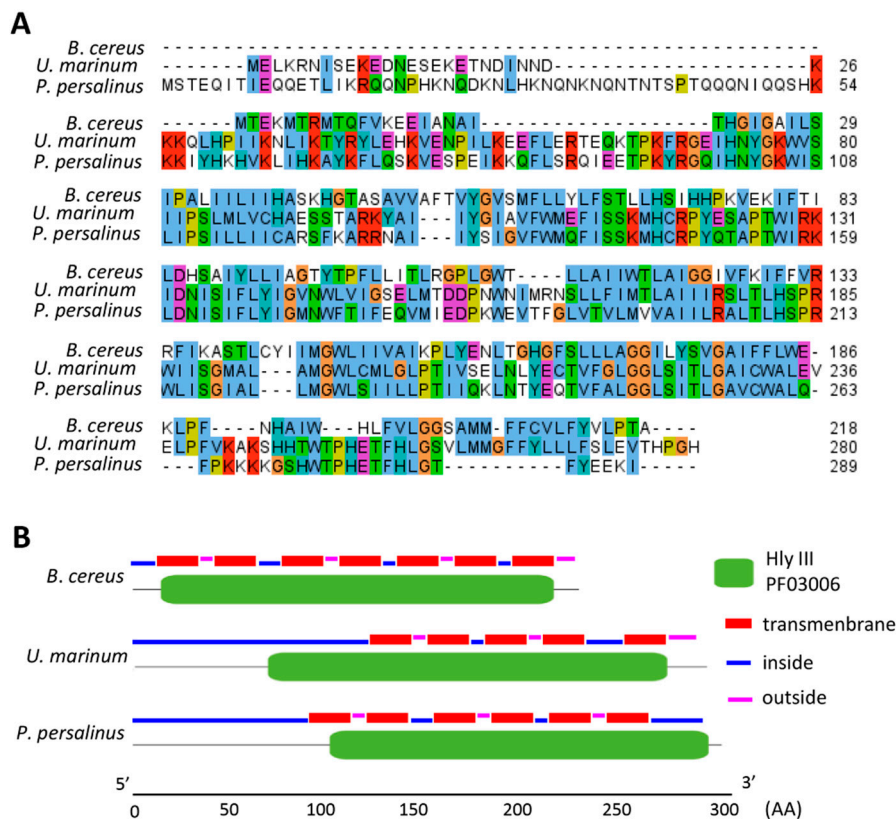 A
B. cereus - - - - - - - - - - - - - - - - - - - - - - - - - - - - - - - - - - - - - - - - - - - - - - - - - - - - - -
U. marinum - - - - - - - MELKRNISEKEDNESEKETNDINND - - - - - - - - - - - - - - - - - - - - - K 26
P. persalinus MSTEQITIEQQETLIKRQQNPHKNQDKNLHKNQNKNQNTNTSPTQQQNIQQSHK 54
B. cereus - - - - - - MTEKMTRMTQFVKEEIANAI - - - - - - - - - - - - - - - - - - - THGIGAILS 29
U. marinum KKQLHPIIKNLIKTYRYLEHKVENPILKEEFLERTEQKTPKFRGEIHNYGKWVS 80
P. persalinus KKIYHKHVKLIHKAYKFLQSKVESPEIKKQFLSRQIEETPKYRGQIHNYGKWVS 108
B. cereus IPALIILIIHASKHGTASAVVAFTVYGVSMFLLYLFSTLLHSIHHPKVEKIFTI 83
U. marinum IIPSLMLVCHAESSTARKYAI - - - IYGIAVFWMEFISSKMHCRPYESAPTWIRK 131
P. persalinus LIPSILLIICARSFKARRNAI - - - IYSIGVFWMQFISSKMHCRPYQTAPTWIRK 159
B. cereus LDHSAIYLLIAGTYTPFLLITLRGPLGWT - - - - LLAIIWTLAIGGIVFKIFFVR 133
U. marinum IDNISIFLYIGVNWLVIGSELMTDDPNWNIMRNSLLFIMTLAIIIRSLTLHSPR 185
P. persalinus LDNISIFLYIGMNWFTIFEQVMIEDPKWEVTFGLVTVLMVVAIILRALTLHSPR 213
B. cereus RFIKASTLCYIIMGWLIIVAIKPLYENLTGHGFSLLLAGGILYSVGAIFFLWE- 186
U. marinum WIISGMAL - - - AMGWLCMLGLPTIVSELNLYECTVFGLGGLSITLGAVCWALEV 236
P. persalinus WLISGIAL - - - LMGWLSIILLPTIIQKLNTYEQTVFALGGLSITLGAVCWALQ- 263
B. cereus KLPF - - - - NHAIW - - - HLFVLGGSAMM-FFCVLFYVLPTA - - - - 218
U. marinum ELPFVKAKSHHTWTPHETFHLGSVLMMGFFYLLLFSLEVTHPGH 280
P. persalinus - - - FPKKKKGSHWTPHETFHLGT - - - - - - - - - - FYEEKI - - - - - 289
B
B. cereus
U. marinum
P. persalinus
Hly III
PF03006
transmenbrane
inside
outside
5’ 3’
0 50 100 150 200 250 300 (AA)